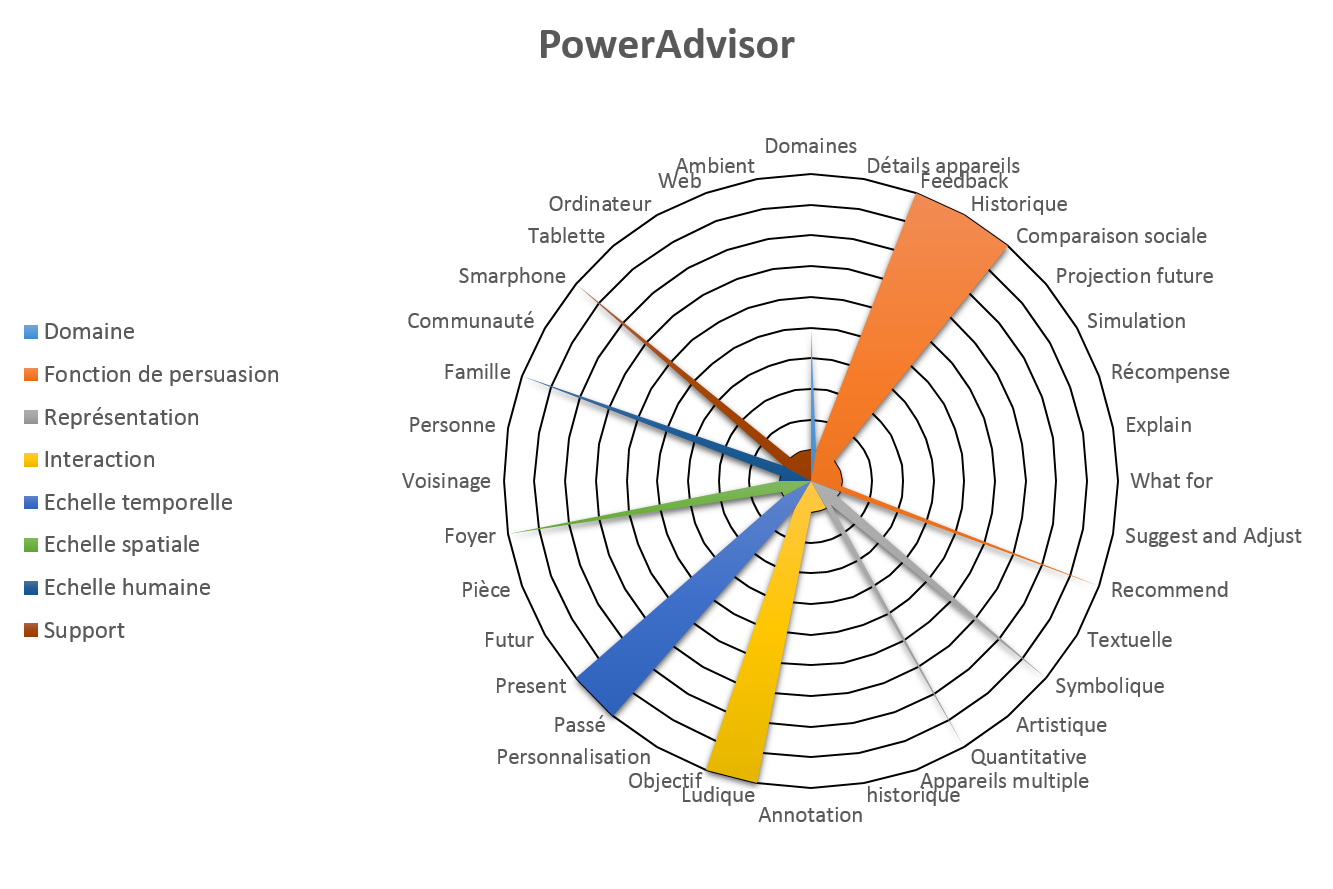 PowerAdvisor
Domaine
Fonction de persuasion
Représentation
Interaction
Echelle temporelle
Echelle spatiale
Echelle humaine
Support
Domaines
Détails appareils
Feedback
Historique
Comparaison sociale
Projection future
Simulation
Récompense
Explain
What for
Suggest and Adjust
Recommend
Textuelle
Symbolique
Artistique
Quantitative
Appareils multiple
historique
Annotation
Ludique
Objectif
Personnalisation
Passé
Present
Futur
Pièce
Foyer
Voisinage
Personne
Famille
Communauté
Smarphone
Tablette
Ordinateur
Web
Ambient